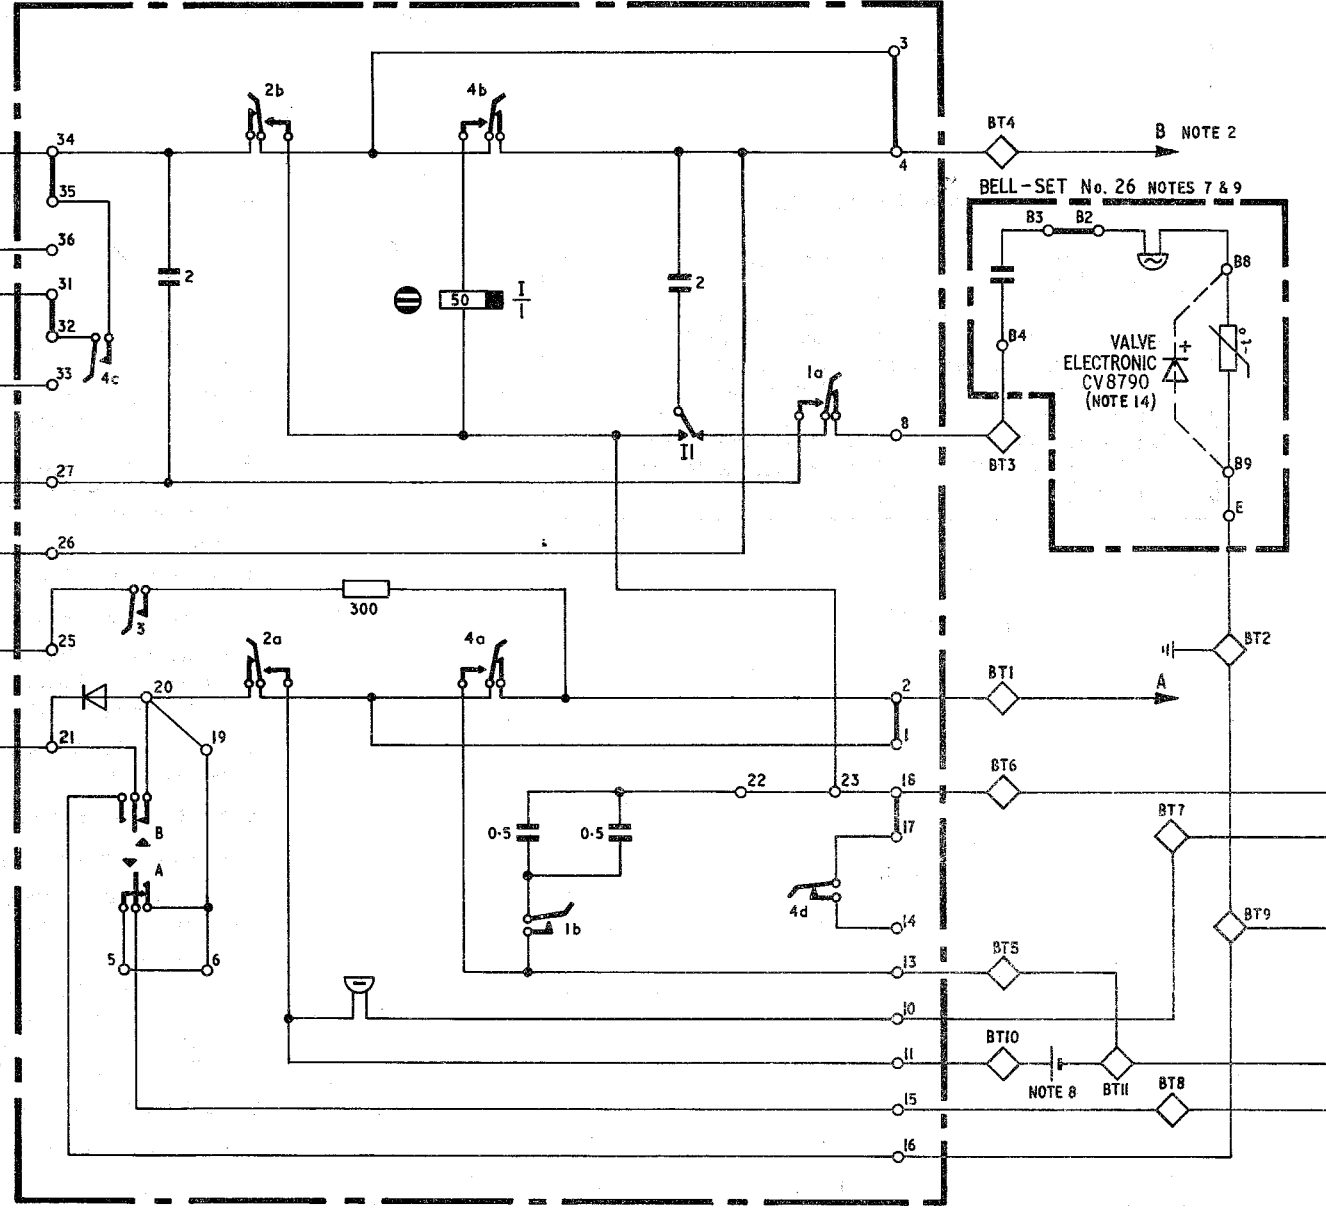 3
2b
4b
BT4
B NOTE 2
34
4
BELL-SET No. 26 NOTES 7 & 9
35
B3 B2
36
B8
31
2
50
I
1
2
32
B4
-t°
VALVE
ELECTRONIC
CV8790
(NOTE 14)
+
33
4c
1a
8
I1
BT3
27
B9
E
26
300
3
25
2a
4a
BT2
20
2
BT1
A
21
19
1
22
23
18
BT6
17
BT7
0·5
0·5
B
A
4d
1b
14
BT9
5
6
13
BT5
10
11
BT10
NOTE 8
BT11
BT8
15
16